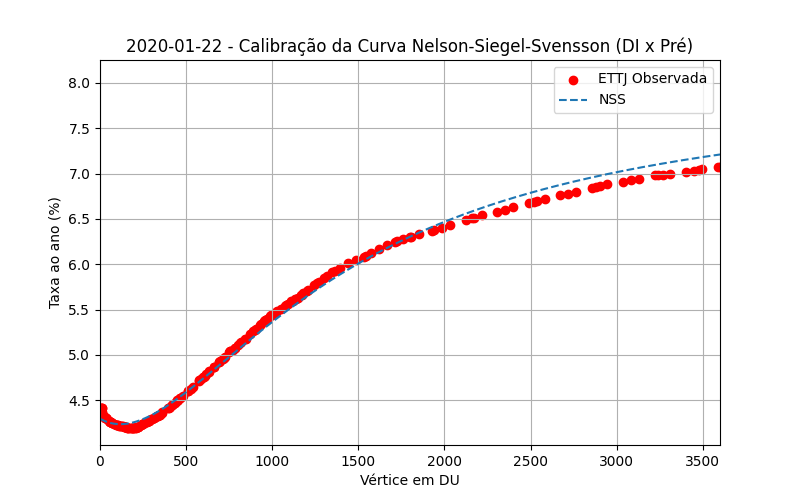 2020-01-22 - Calibração da Curva Nelson-Siegel-Svensson (DI x Pré)
ETTJ Observada
NSS
Taxa ao ano (%)
8.0
7.5
7.0
6.5
6.0
5.5
5.0
4.5
0 500 1000 1500 2000 2500 3000 3500
Vértice em DU